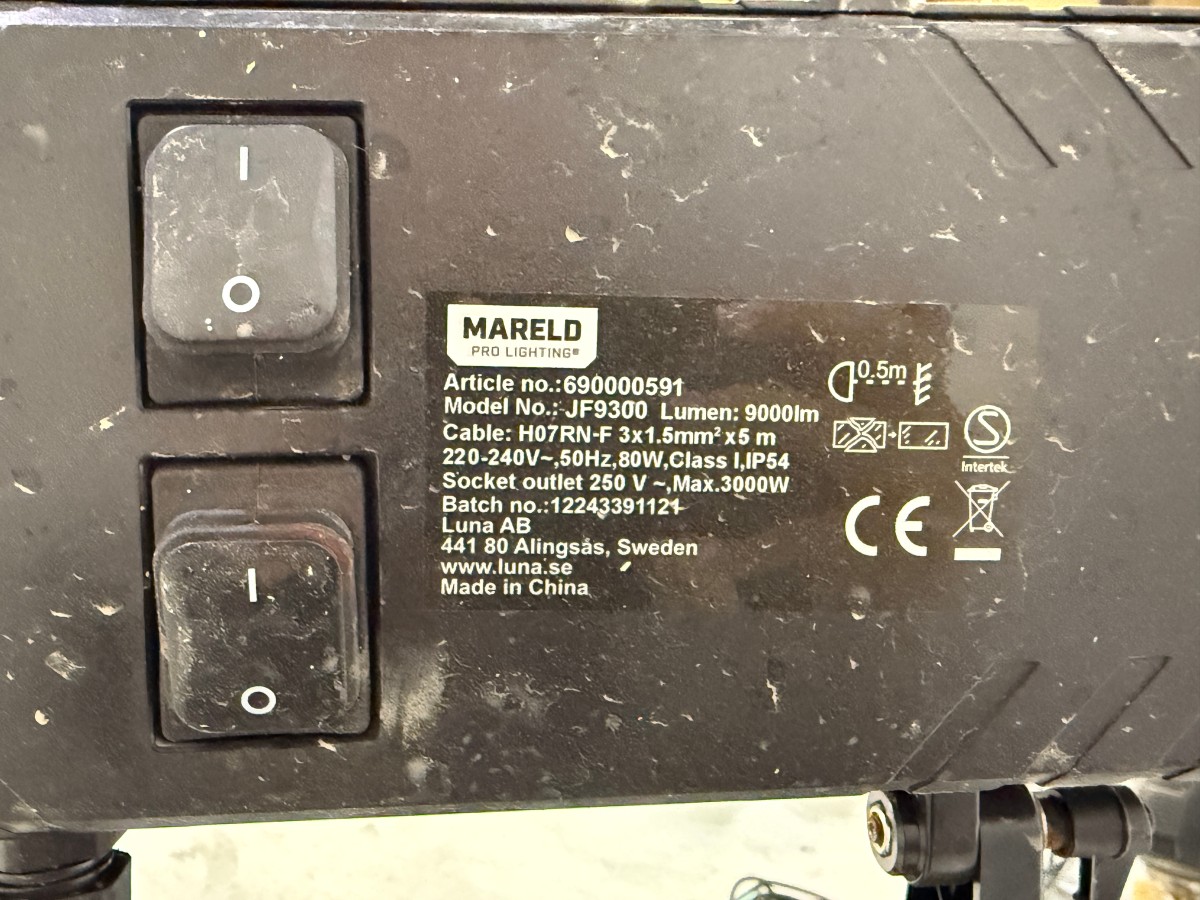 I
O
MARELD
PRO LIGHTING®
Article no.:690000591
Model No.: JF9300 Lumen: 9000lm
Cable: H07RN-F 3x1.5mm² x5 m
220-240V~,50Hz,80W,Class I,IP54
Socket outlet 250 V ~,Max.3000W
Batch no.:12243391121
Luna AB
441 80 Alingsås, Sweden
www.luna.se
Made in China
0.5m
S
Intertek
CE
I
O